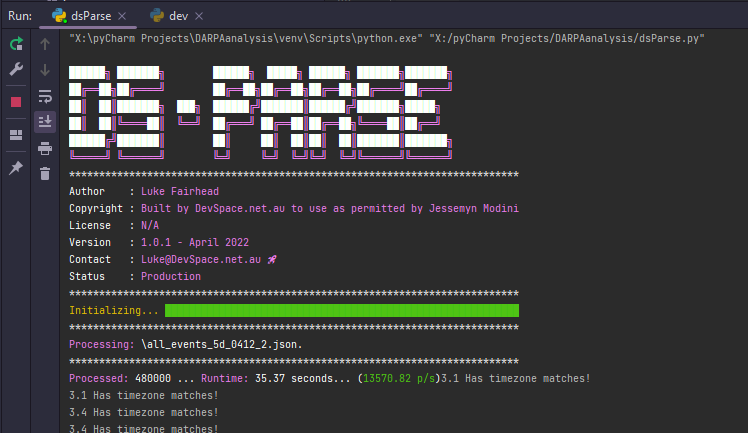 Run: dsParse dev
"X:\pyCharm Projects\DARPAanalysis\venv\Scripts\python.exe" "X:/pyCharm Projects/DARPAanalysis/dsParse.py"
DS - PARSE
***************************************************************************
Author : Luke Fairhead
Copyright : Built by DevSpace.net.au to use as permitted by Jessemyn Modini
License : N/A
Version : 1.0.1 - April 2022
Contact : Luke@DevSpace.net.au 🚀
Status : Production
***************************************************************************
Initializing...
***************************************************************************
Processing: \all_events_5d_0412_2.json.
***************************************************************************
Processed: 480000 ... Runtime: 35.37 seconds... (13570.82 p/s)3.1 Has timezone matches!
3.1 Has timezone matches!
3.4 Has timezone matches!
3.4 Has timezone matches!